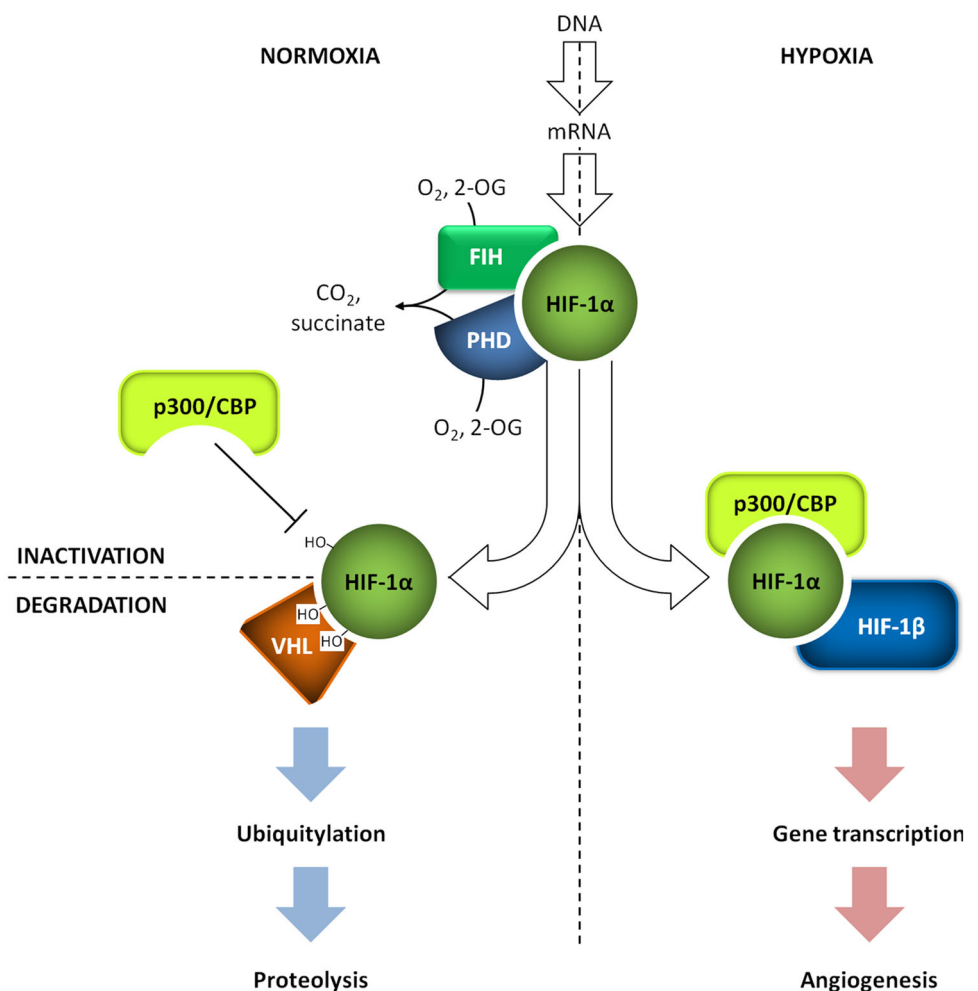 DNA
NORMOXIA
HYPOXIA
mRNA
O₂, 2-OG
FIH
HIF-1α
CO₂,
succinate
PHD
p300/CBP
O₂, 2-OG
p300/CBP
HO
INACTIVATION
HIF-1α
HIF-1α
DEGRADATION
HO
HO
VHL
HIF-1β
Ubiquitylation
Gene transcription
Proteolysis
Angiogenesis